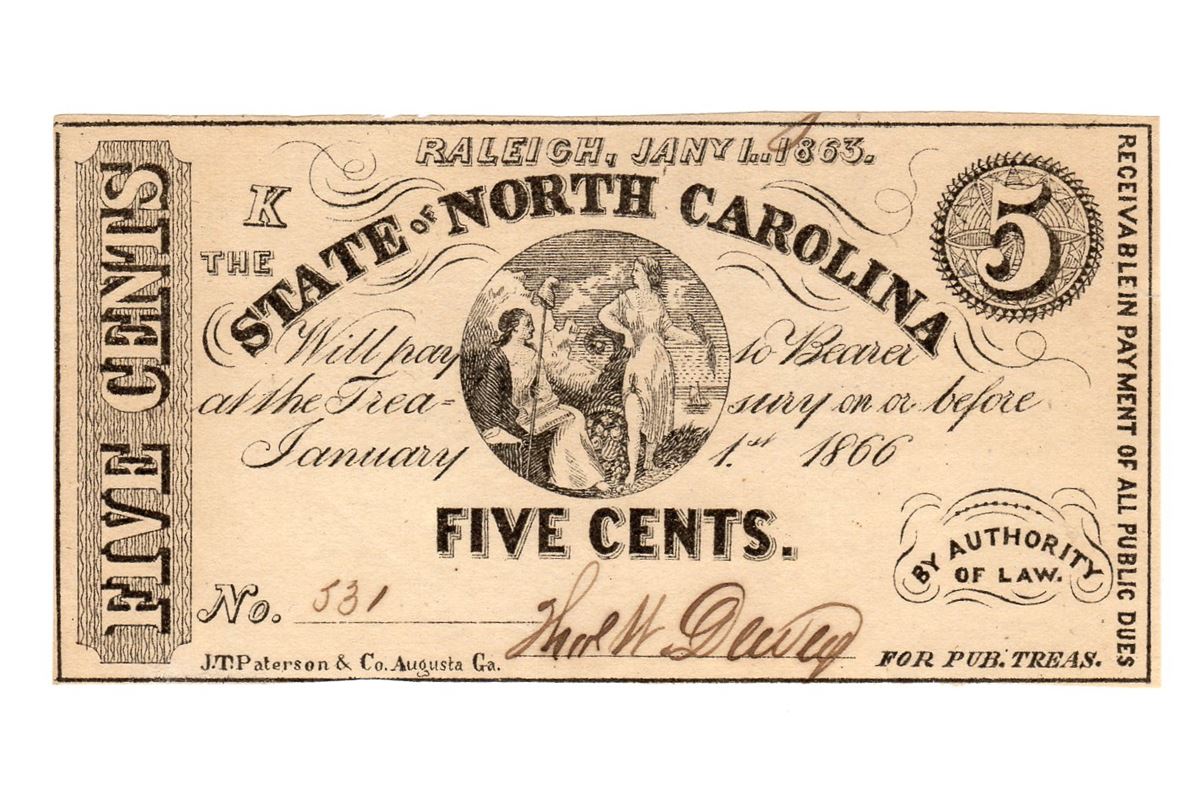 RALEIGH, JANY 1.. 1863.
K
THE
STATE OF NORTH CAROLINA
5
FIVE CENTS
Will pay to Bearer
at the Trea= sury on or before
January 1.st 1866
FIVE CENTS.
BY AUTHORITY
OF LAW.
No. 531
J.T. Paterson & Co. Augusta Ga.
FOR PUB. TREAS.
RECEIVABLE IN PAYMENT OF ALL PUBLIC DUES